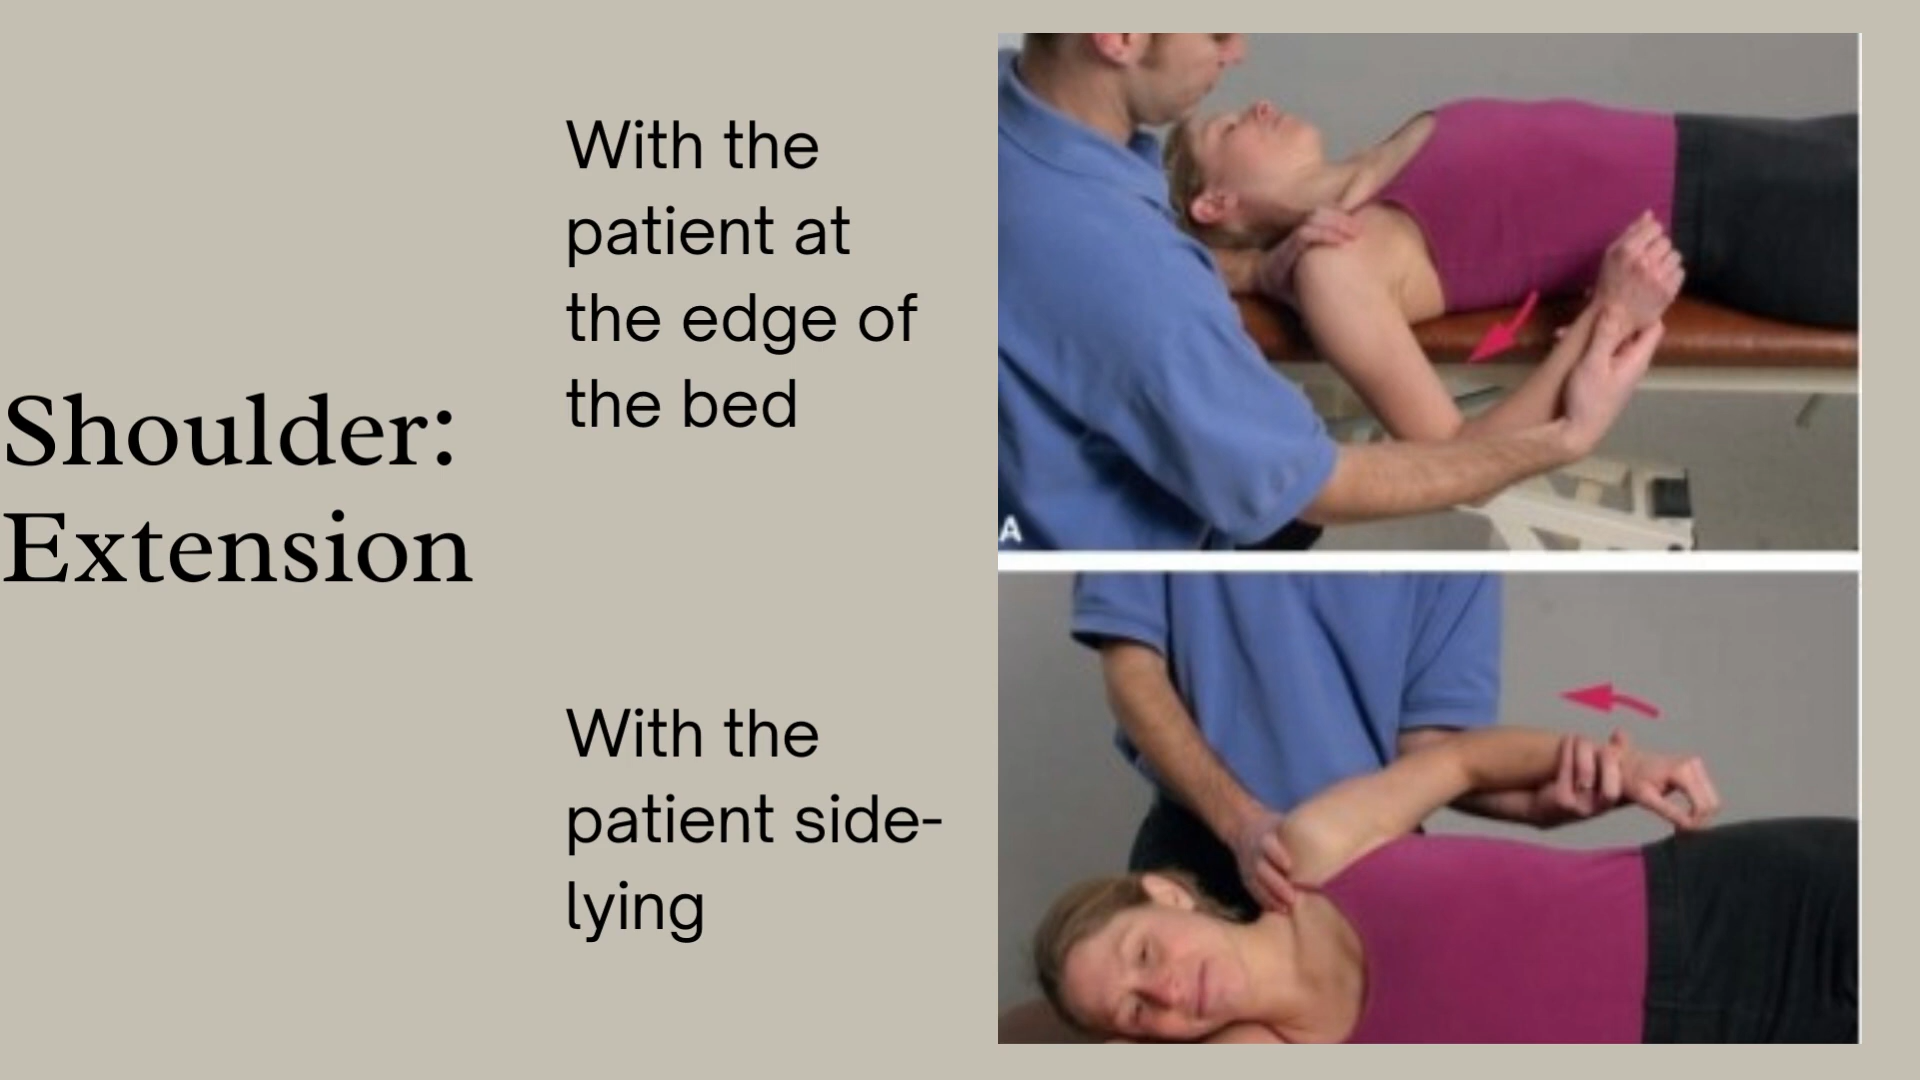 Shoulder:
Extension
With the
patient at
the edge of
the bed
With the
patient side-
lying
A